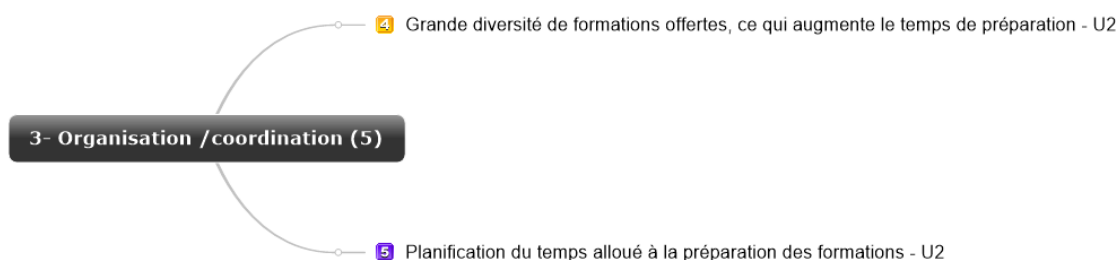 4 Grande diversité de formations offertes, ce qui augmente le temps de préparation - U2
3- Organisation /coordination (5)
5 Planification du temps alloué à la préparation des formations - U2